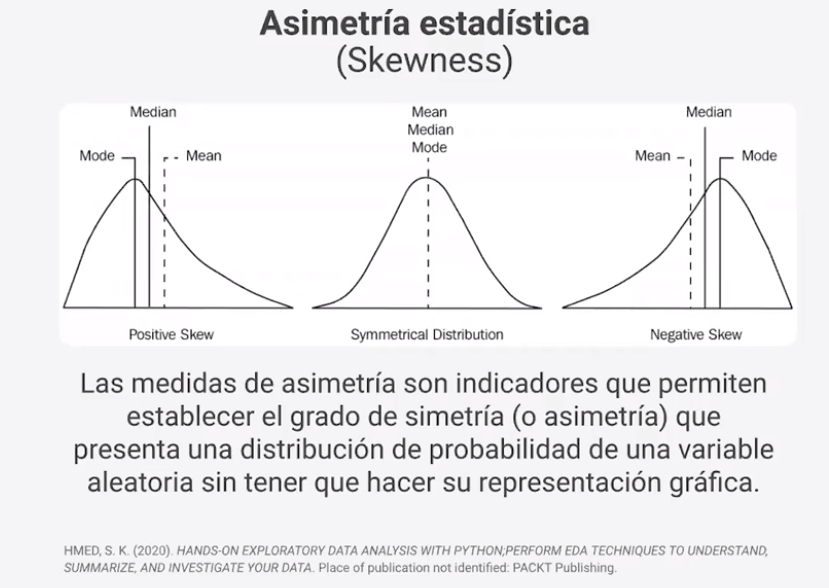 Asimetría estadística
(Skewness)
Median
Mode
Mean
Mean
Median
Mode
Median
Mean
Mode
Positive Skew
Symmetrical Distribution
Negative Skew
Las medidas de asimetría son indicadores que permiten
establecer el grado de simetría (o asimetría) que
presenta una distribución de probabilidad de una variable
aleatoria sin tener que hacer su representación gráfica.
HMED, S. K. (2020). HANDS-ON EXPLORATORY DATA ANALYSIS WITH PYTHON;PERFORM EDA TECHNIQUES TO UNDERSTAND,
SUMMARIZE, AND INVESTIGATE YOUR DATA. Place of publication not identified: PACKT Publishing.